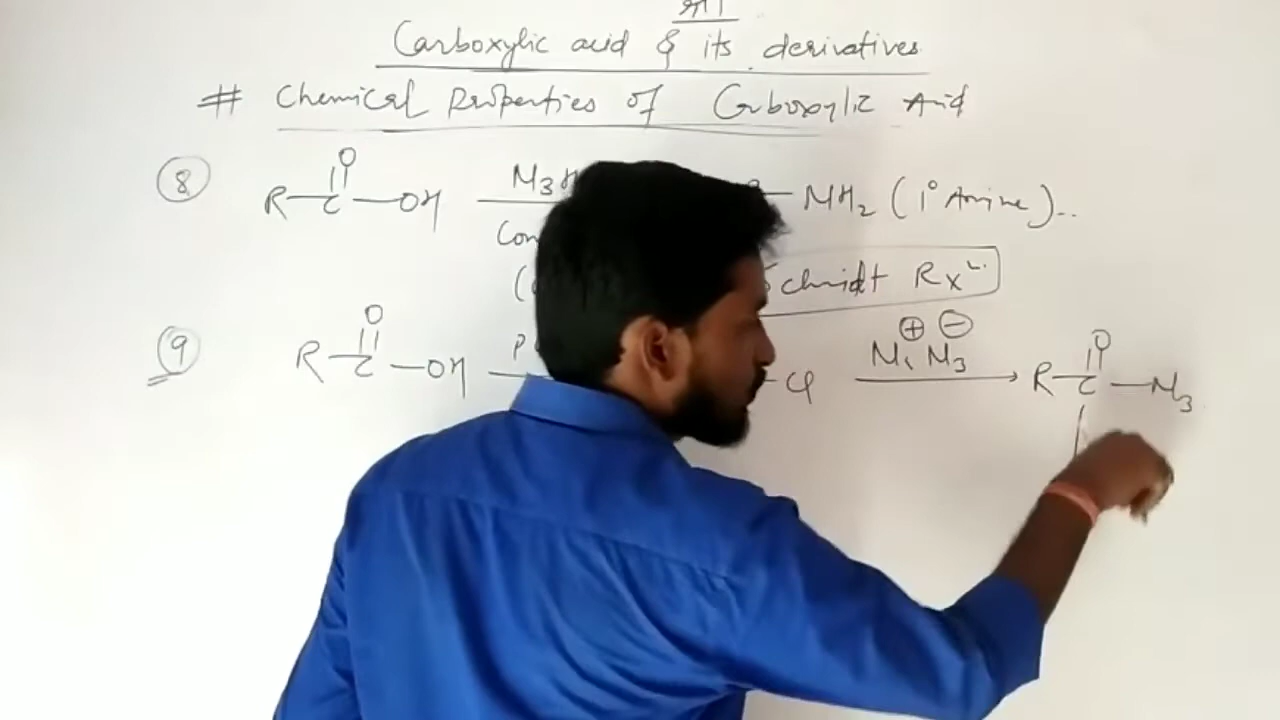 Carboxylic acid & its derivatives
# Chemical Properties of Carboxylic Acid
⑧ R-C(=O)-OH N3H R-NH2 (1° Amine)..
Con
Schmidt Rxn.
⑨ R-C(=O)-OH P Cl Na⊕ N3⊖ R-C(=O)-N3